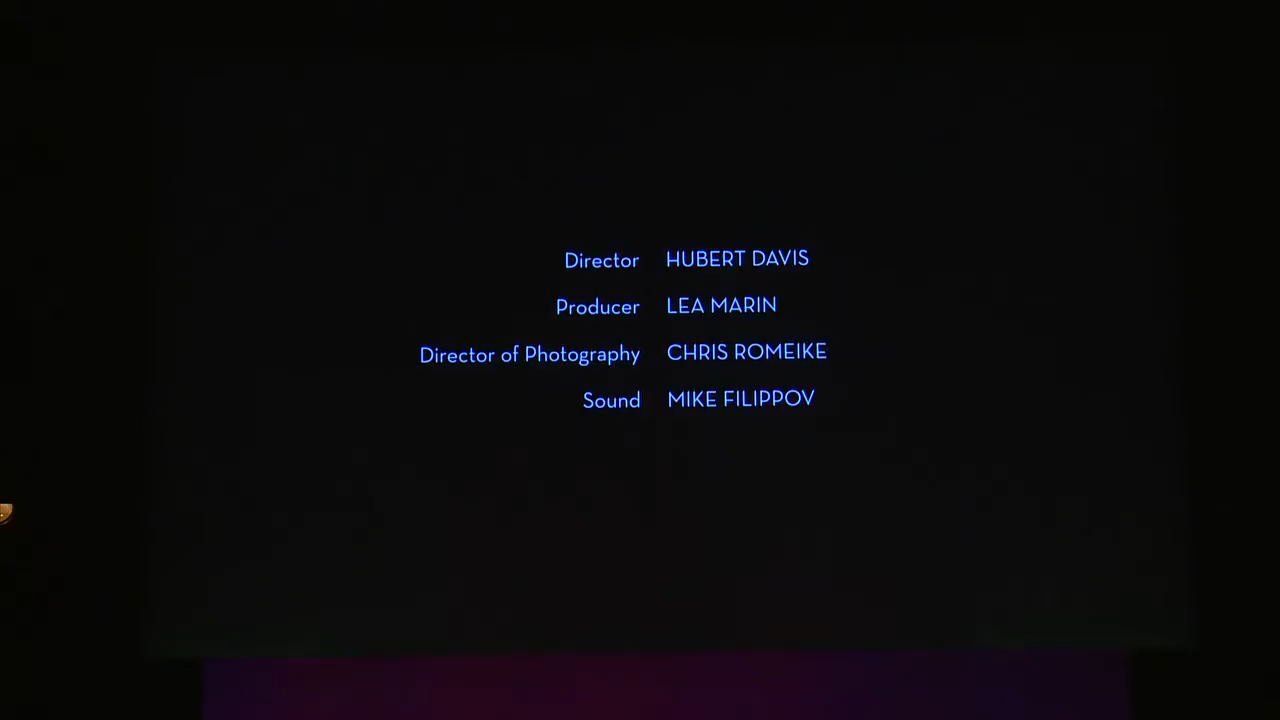 Director HUBERT DAVIS
Producer LEA MARIN
Director of Photography CHRIS ROMEIKE
Sound MIKE FILIPPOV